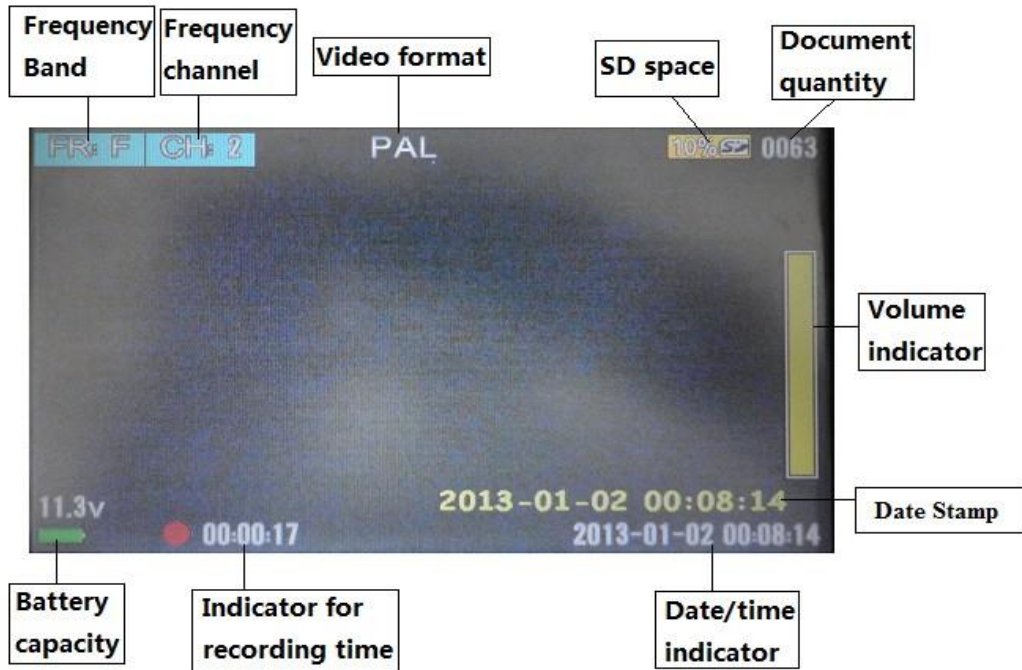 Frequency
Band
Frequency
channel
Video format
SD space
Document
quantity
FR: F
CH: 2
PAL
10% SD
0063
Volume
indicator
2013-01-02 00:08:14
Date Stamp
11.3v
00:00:17
2013-01-02 00:08:14
Battery
capacity
Indicator for
recording time
Date/time
indicator